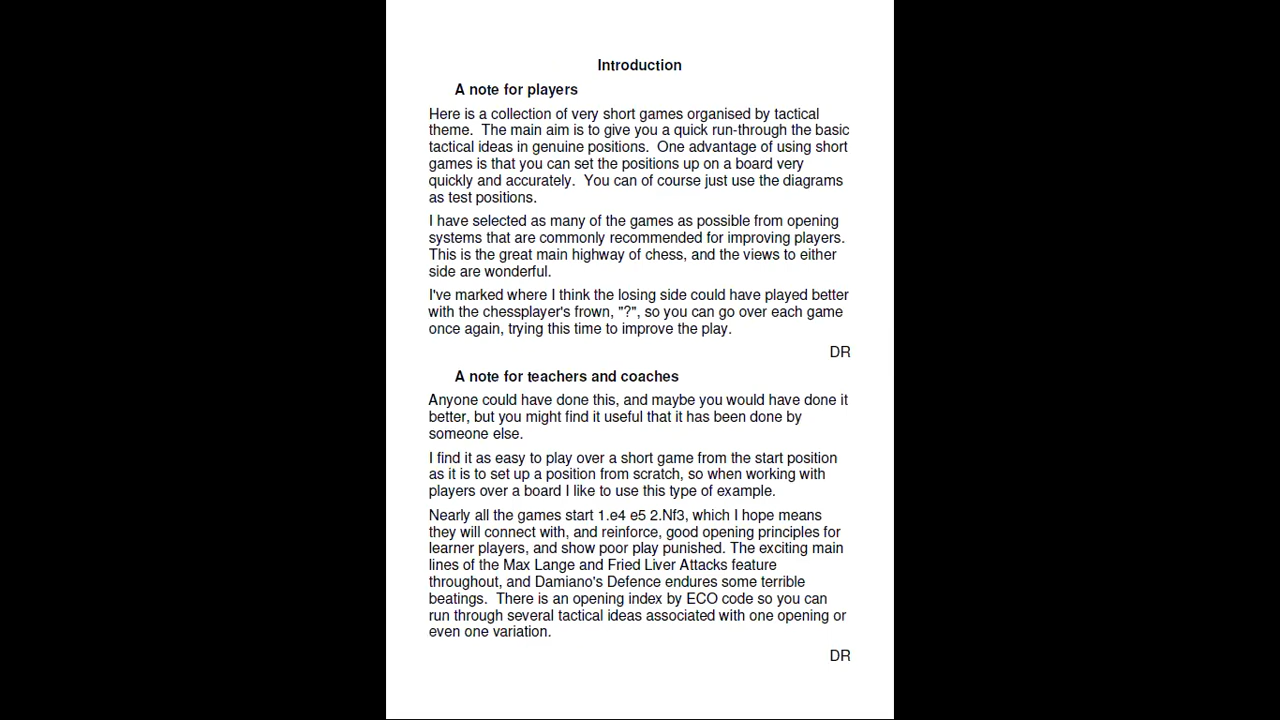 Introduction
A note for players
Here is a collection of very short games organised by tactical
theme.  The main aim is to give you a quick run-through the basic
tactical ideas in genuine positions.  One advantage of using short
games is that you can set the positions up on a board very
quickly and accurately.  You can of course just use the diagrams
as test positions.
I have selected as many of the games as possible from opening
systems that are commonly recommended for improving players.
This is the great main highway of chess, and the views to either
side are wonderful.
I've marked where I think the losing side could have played better
with the chessplayer's frown, "?", so you can go over each game
once again, trying this time to improve the play.
DR
A note for teachers and coaches
Anyone could have done this, and maybe you would have done it
better, but you might find it useful that it has been done by
someone else.
I find it as easy to play over a short game from the start position
as it is to set up a position from scratch, so when working with
players over a board I like to use this type of example.
Nearly all the games start 1.e4 e5 2.Nf3, which I hope means
they will connect with, and reinforce, good opening principles for
learner players, and show poor play punished. The exciting main
lines of the Max Lange and Fried Liver Attacks feature
throughout, and Damiano's Defence endures some terrible
beatings.  There is an opening index by ECO code so you can
run through several tactical ideas associated with one opening or
even one variation.
DR